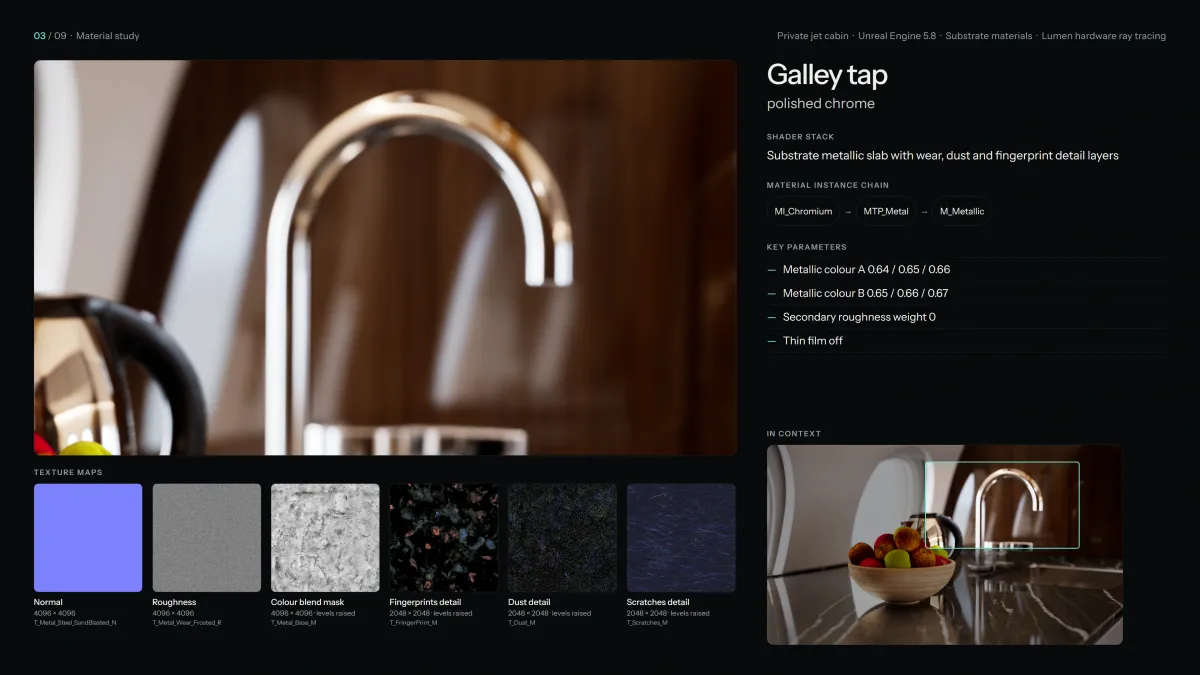 03 / 09 · Material study
Private jet cabin · Unreal Engine 5.8 · Substrate materials · Lumen hardware ray tracing
Galley tap
polished chrome
SHADER STACK
Substrate metallic slab with wear, dust and fingerprint detail layers
MATERIAL INSTANCE CHAIN
MI_Chromium → MTP_Metal → M_Metallic
KEY PARAMETERS
— Metallic colour A 0.64 / 0.65 / 0.66
— Metallic colour B 0.65 / 0.66 / 0.67
— Secondary roughness weight 0
— Thin film off
IN CONTEXT
TEXTURE MAPS
Normal
4096 × 4096
T_Metal_Steel_SandBlasted_N
Roughness
4096 × 4096
T_Metal_Wear_Frosted_R
Colour blend mask
4096 × 4096 · levels raised
T_Metal_Base_M
Fingerprints detail
2048 × 2048 · levels raised
T_FringerPrint_M
Dust detail
2048 × 2048 · levels raised
T_Dust_M
Scratches detail
2048 × 2048 · levels raised
T_Scratches_M